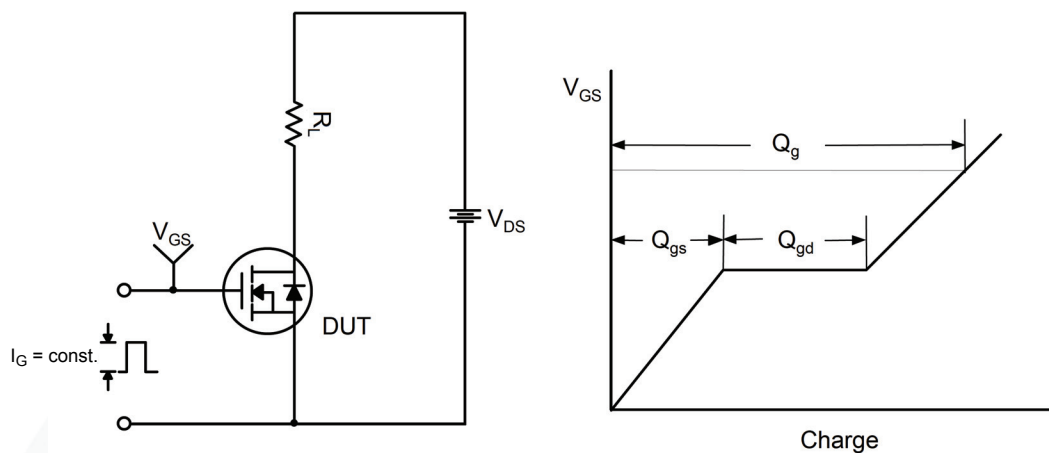 R_L
V_GS
V_DS
DUT
I_G = const.
V_GS
Q_g
Q_gs
Q_gd
Charge